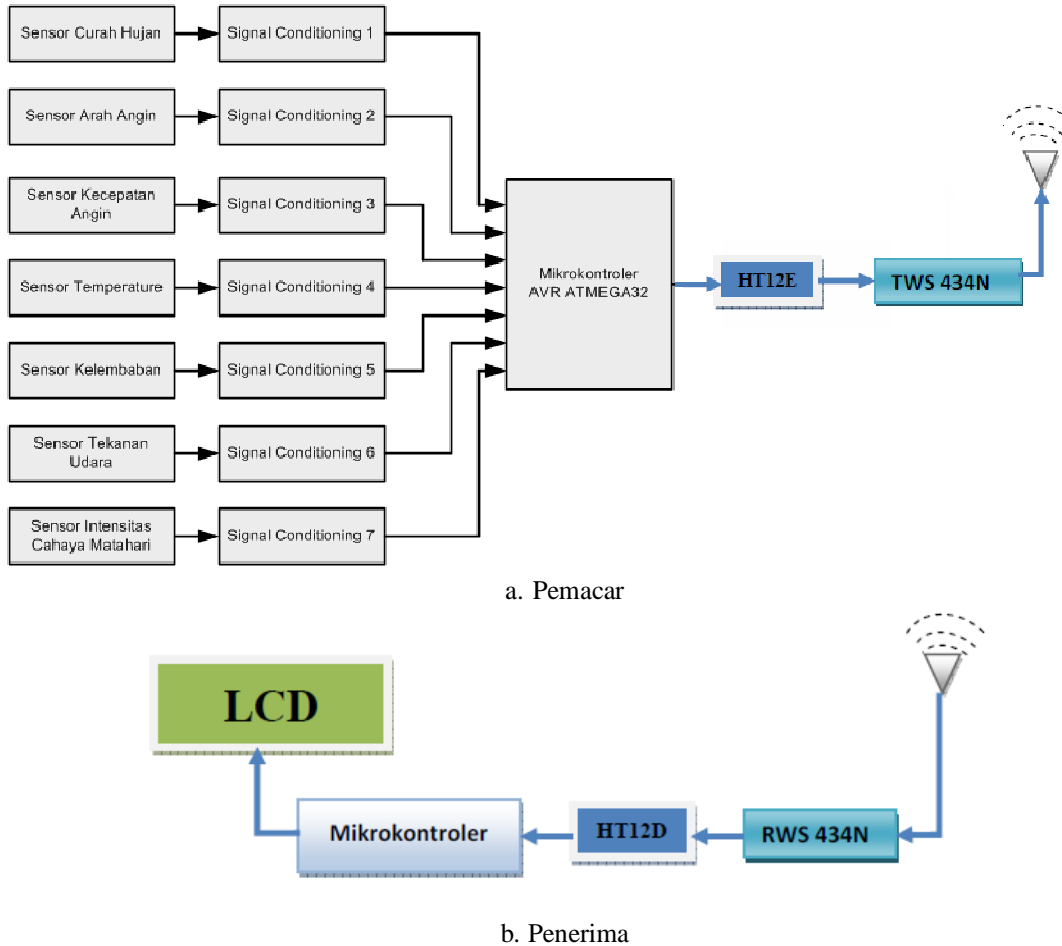 Sensor Curah Hujan
Signal Conditioning 1
Sensor Arah Angin
Signal Conditioning 2
Sensor Kecepatan
Angin
Signal Conditioning 3
Sensor Temperature
Signal Conditioning 4
Sensor Kelembaban
Signal Conditioning 5
Sensor Tekanan
Udara
Signal Conditioning 6
Sensor Intensitas
Cahaya Matahari
Signal Conditioning 7
Mikrokontroler
AVR ATMEGA32
HT12E
TWS 434N
a. Pemacar
LCD
Mikrokontroler
HT12D
RWS 434N
b. Penerima